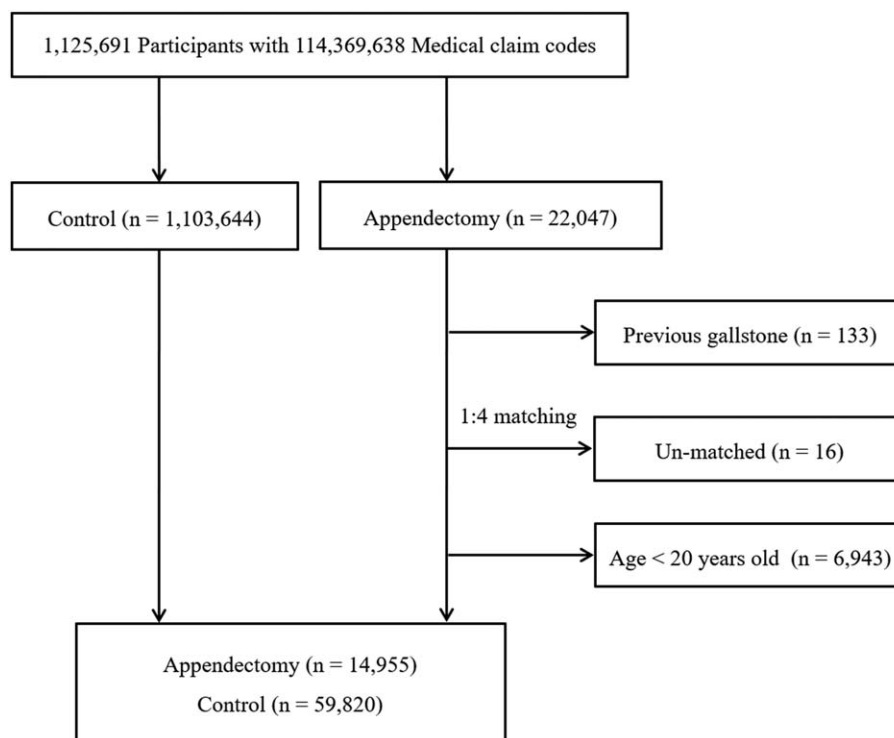 1,125,691 Participants with 114,369,638 Medical claim codes
Control (n = 1,103,644)
Appendectomy (n = 22,047)
Previous gallstone (n = 133)
1:4 matching
Un-matched (n = 16)
Age < 20 years old (n = 6,943)
Appendectomy (n = 14,955)
Control (n = 59,820)